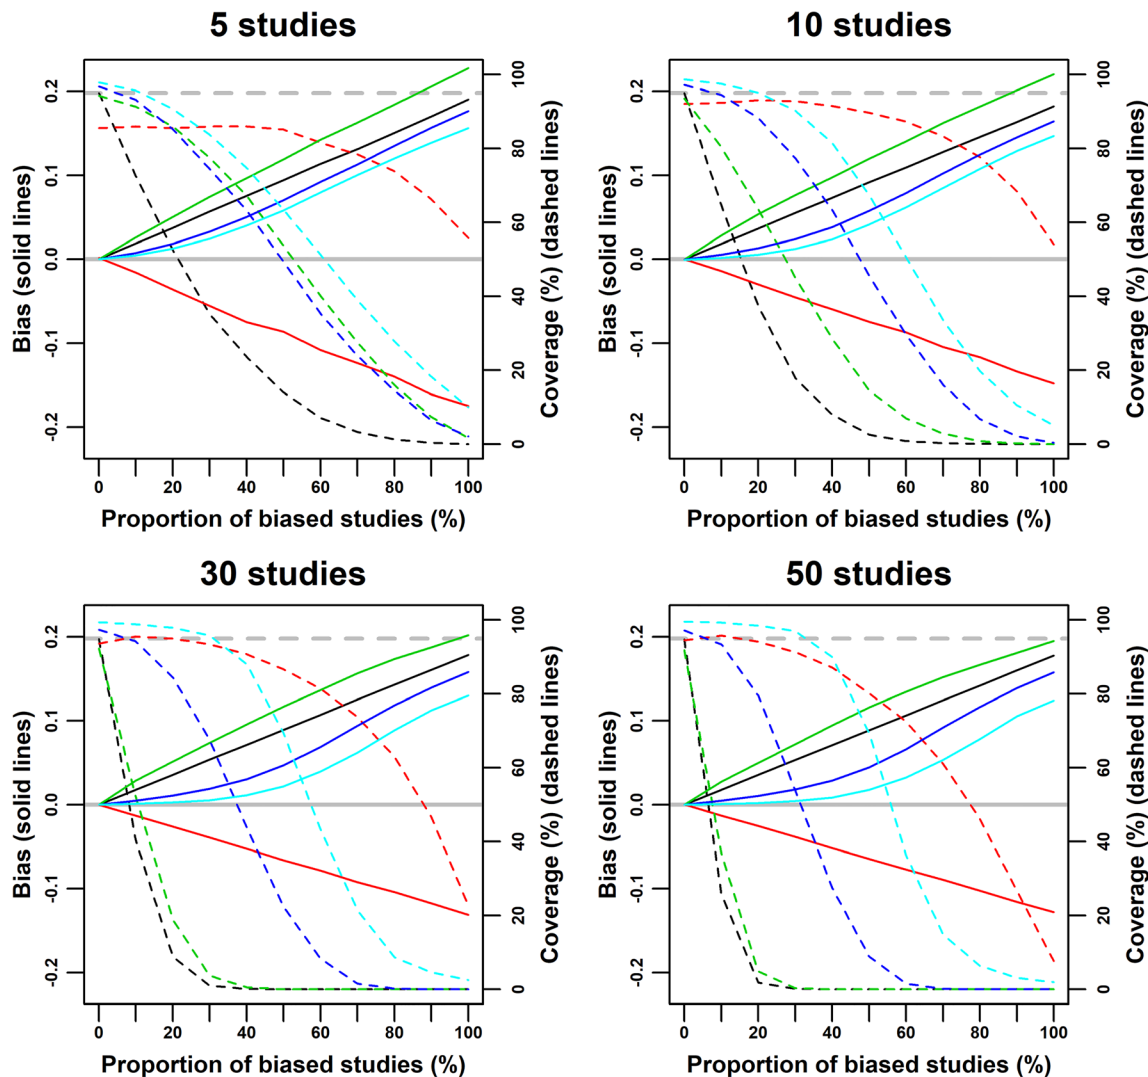 5 studies
0.2
0.1
0.0
-0.1
-0.2
Bias (solid lines)
100
80
60
40
20
0
Coverage (%) (dashed lines)
0 20 40 60 80 100
Proportion of biased studies (%)
10 studies
0.2
0.1
0.0
-0.1
-0.2
Bias (solid lines)
100
80
60
40
20
0
Coverage (%) (dashed lines)
0 20 40 60 80 100
Proportion of biased studies (%)
30 studies
0.2
0.1
0.0
-0.1
-0.2
Bias (solid lines)
100
80
60
40
20
0
Coverage (%) (dashed lines)
0 20 40 60 80 100
Proportion of biased studies (%)
50 studies
0.2
0.1
0.0
-0.1
-0.2
Bias (solid lines)
100
80
60
40
20
0
Coverage (%) (dashed lines)
0 20 40 60 80 100
Proportion of biased studies (%)